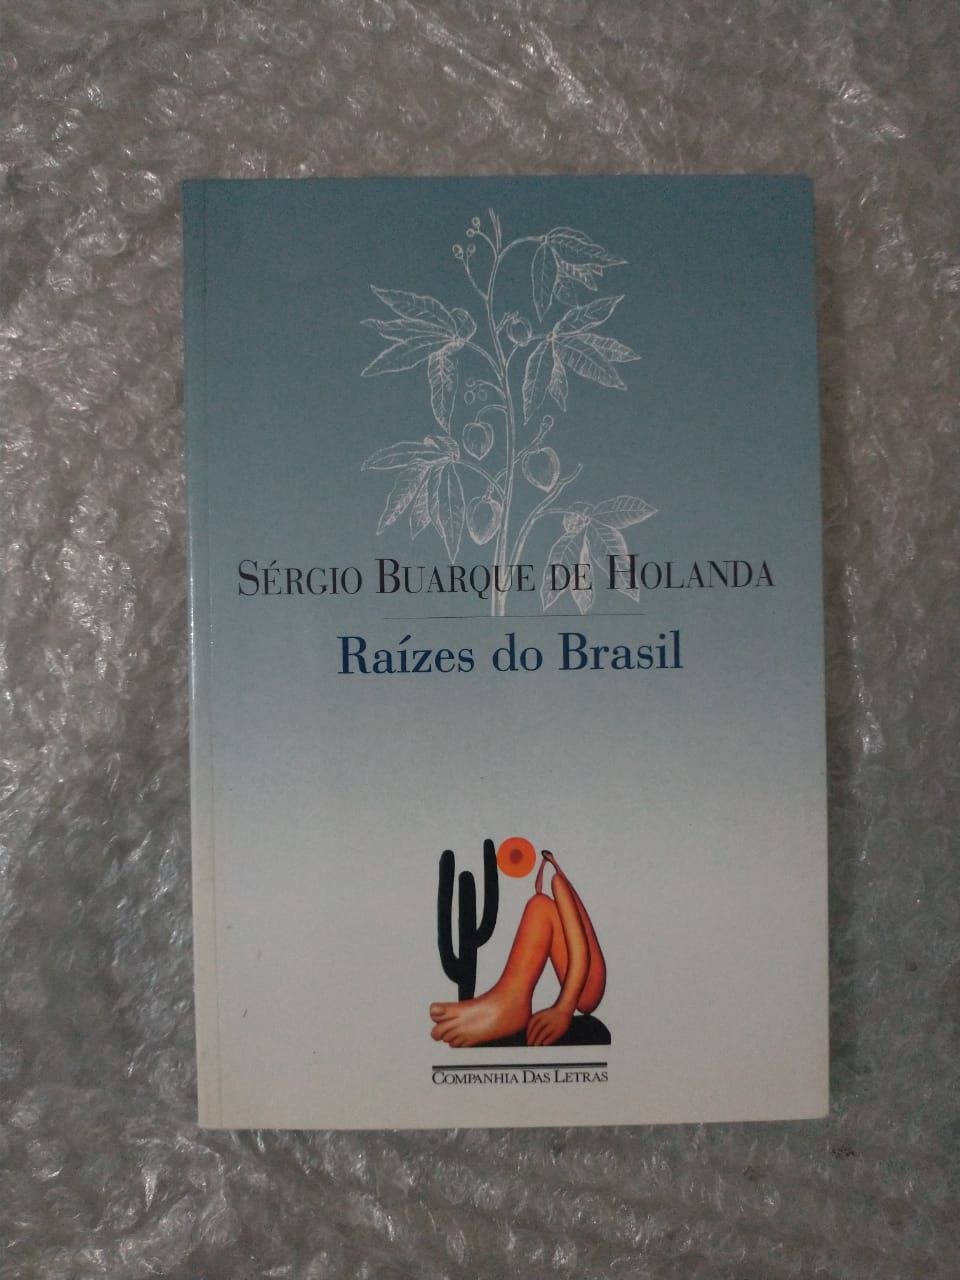 SÉRGIO BUARQUE DE HOLANDA
Raízes do Brasil
COMPANHIA DAS LETRAS